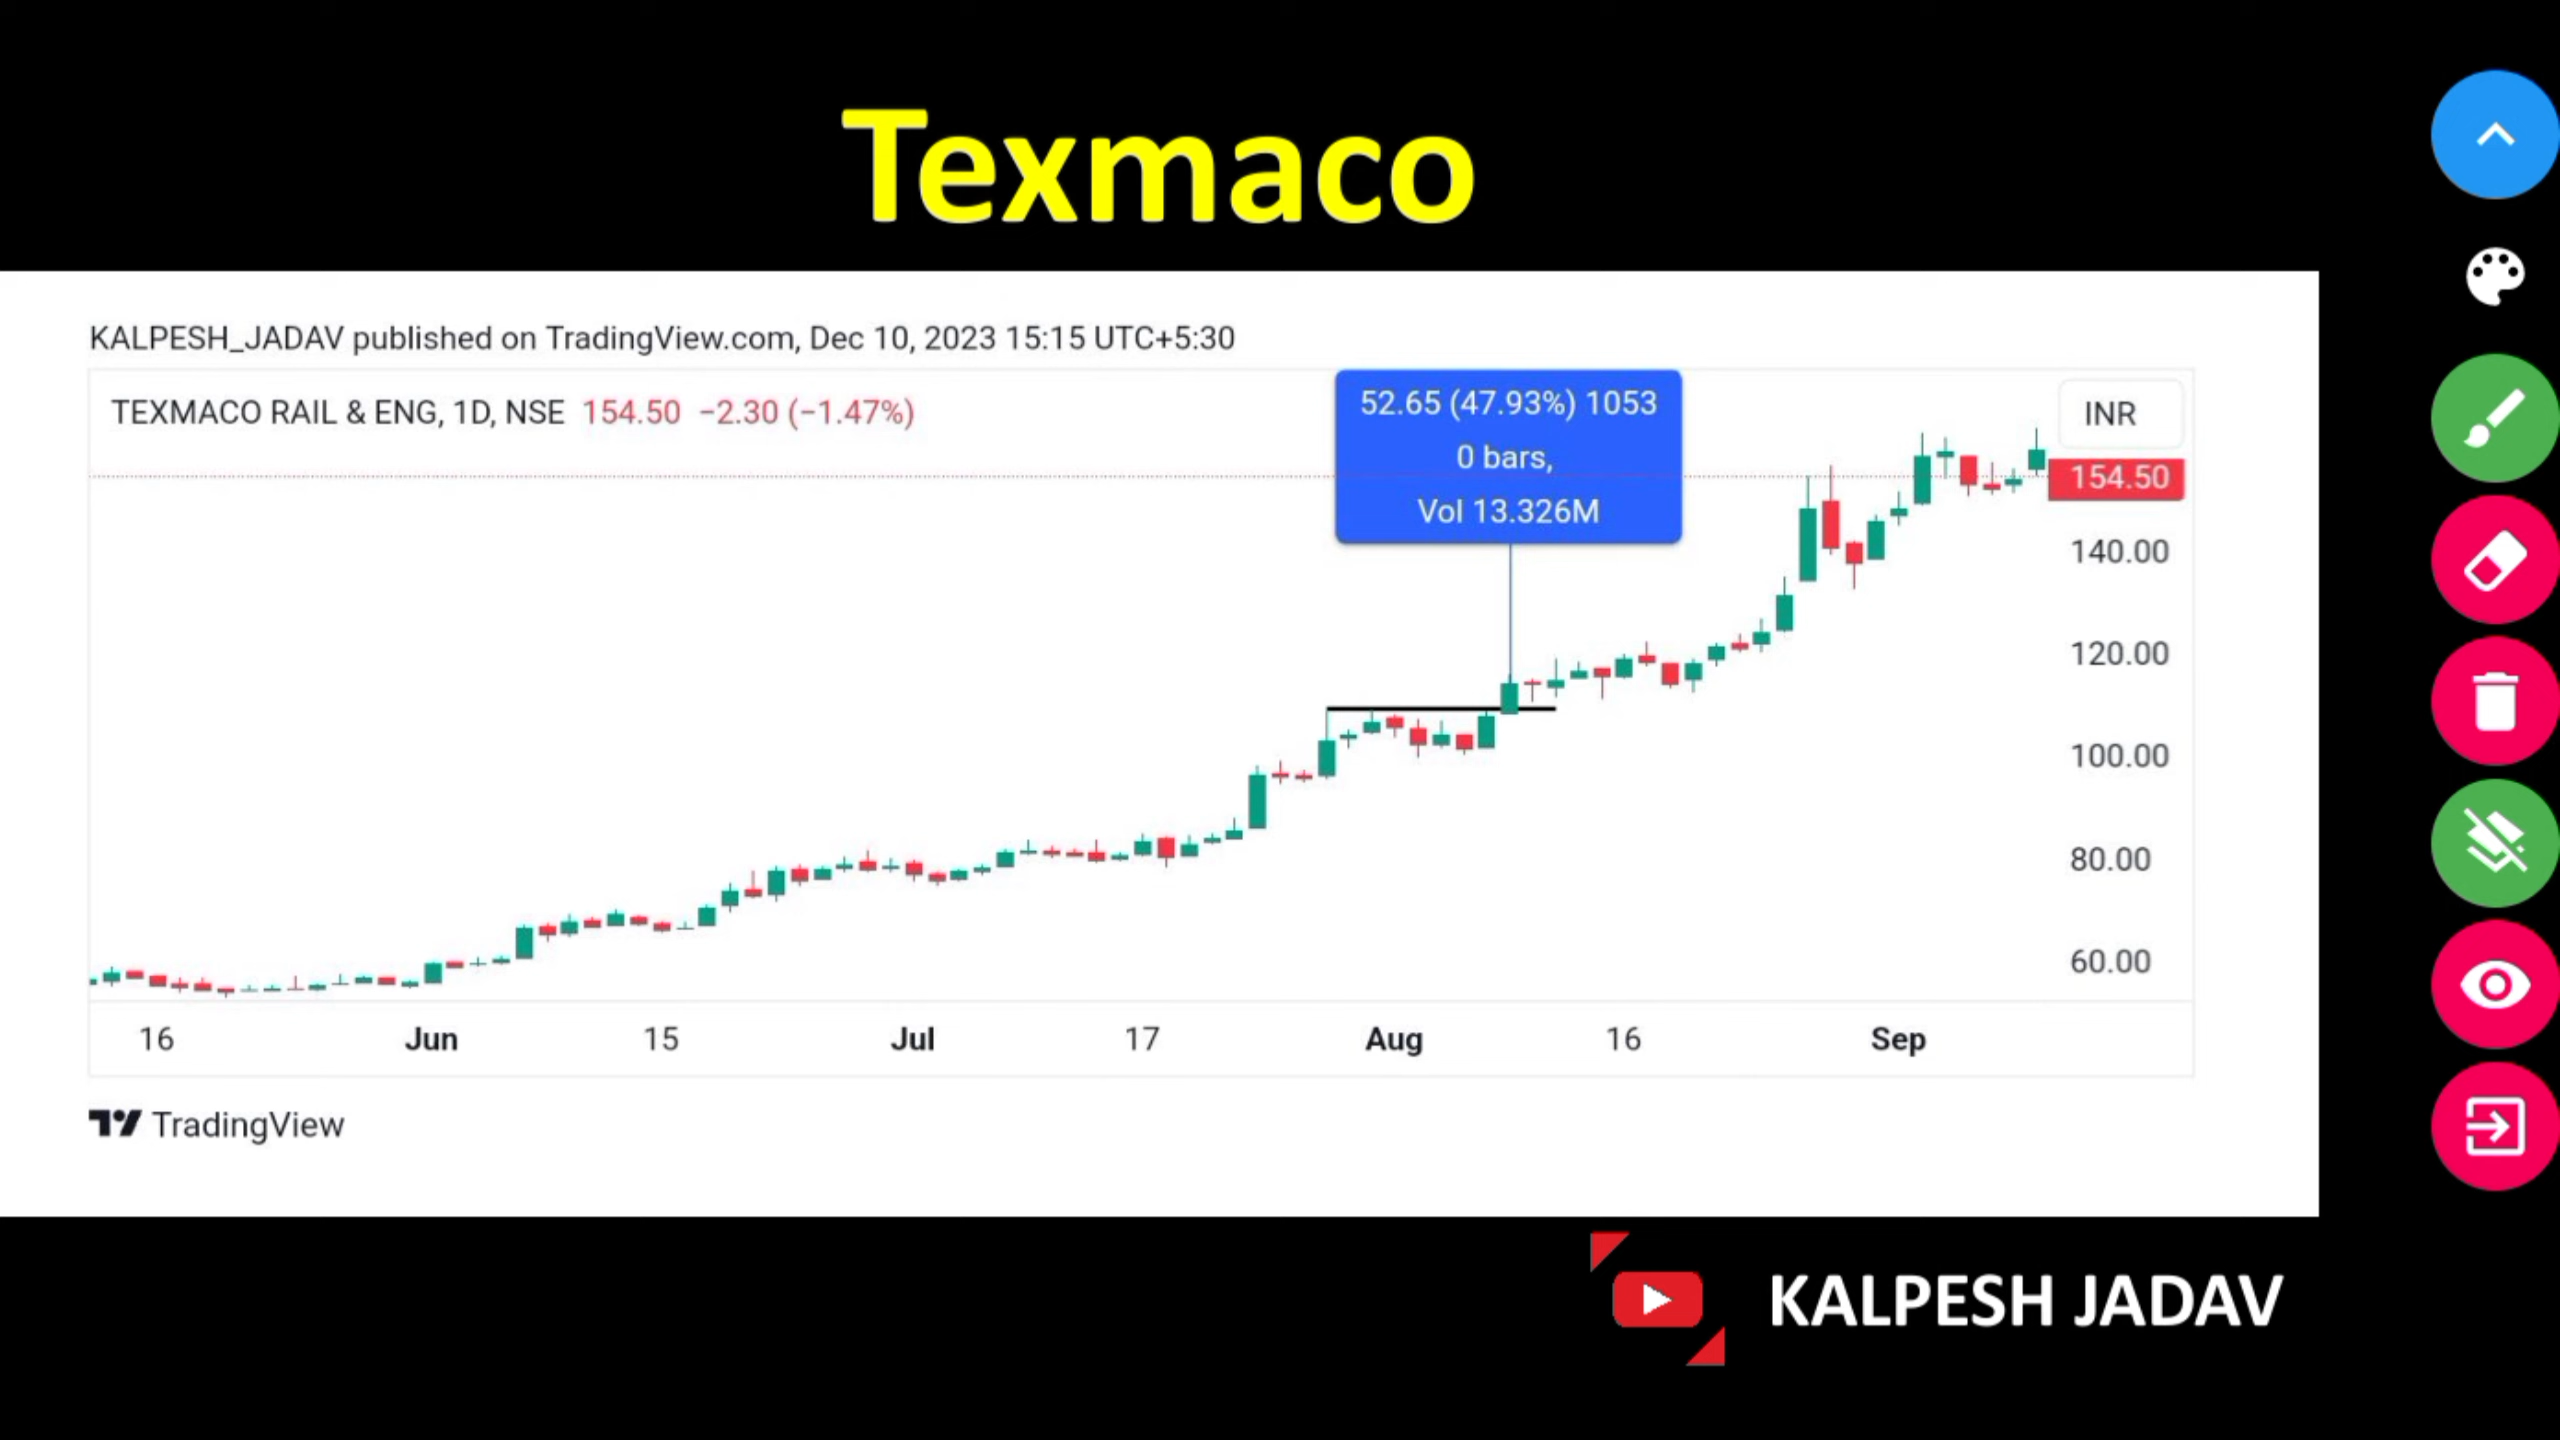 Texmaco
KALPESH_JADAV published on TradingView.com, Dec 10, 2023 15:15 UTC+5:30
TEXMACO RAIL & ENG, 1D, NSE 154.50 −2.30 (−1.47%)
52.65 (47.93%) 1053
0 bars,
Vol 13.326M
INR
154.50
140.00
120.00
100.00
80.00
60.00
16 Jun 15 Jul 17 Aug 16 Sep
TradingView
KALPESH JADAV